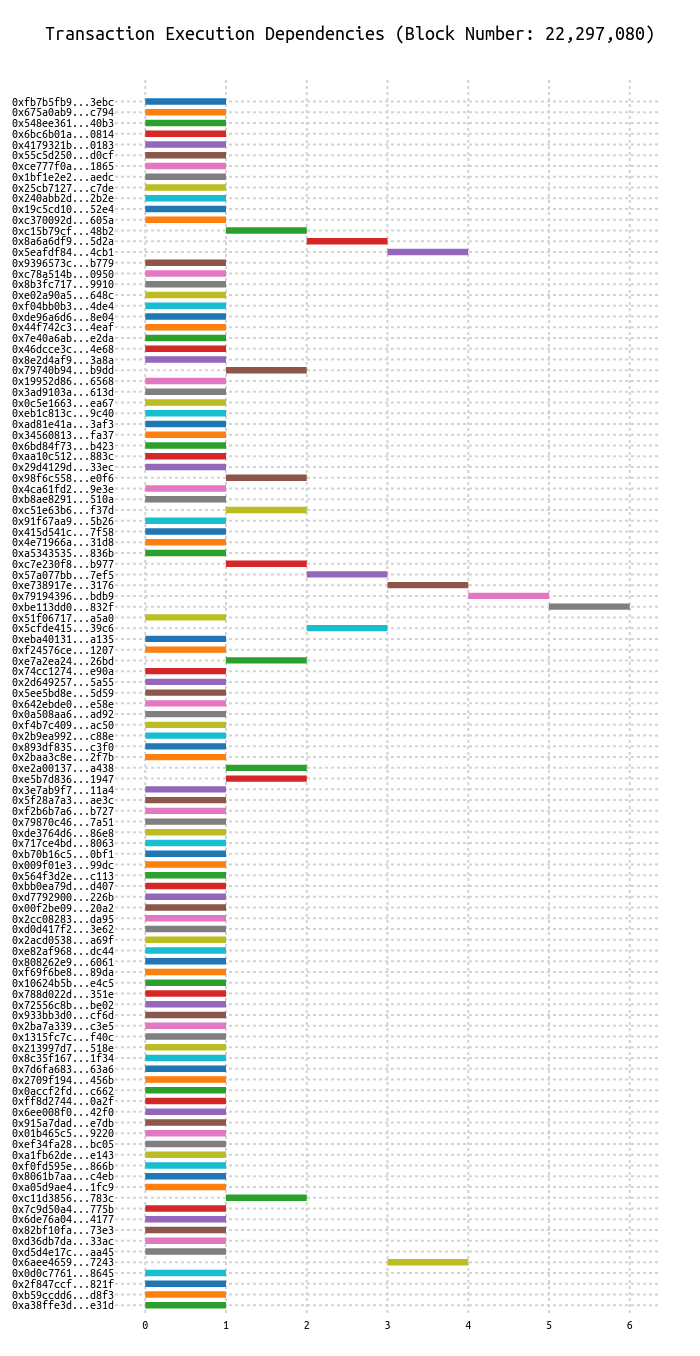 Transaction Execution Dependencies (Block Number: 22,297,080)
0xfb7b5fb9...3ebc
0x675a0ab9...c794
0x548ee361...40b3
0x6bc6b01a...0814
0x4179321b...0183
0x55c5d250...d0cf
0xce777f0a...1865
0x1bf1e2e2...aedc
0x25cb7127...c7de
0x240abb2d...2b2e
0x19c5cd10...52e4
0xc370092d...605a
0xc15b79cf...48b2
0x8a6a6df9...5d2a
0x5eafdf84...4cb1
0x9396573c...b779
0xc78a514b...0950
0x8b3fc717...9910
0xe02a90a5...648c
0xf04bb0b3...4de4
0xde96a6d6...8e04
0x44f742c3...4eaf
0x7e40a6ab...e2da
0x46dcce3c...4e68
0x8e2d4af9...3a8a
0x79740b94...b9dd
0x19952d86...6568
0x3ad9103a...613d
0x0c5e1663...ea67
0xeb1c813c...9c40
0xad81e41a...3af3
0x34560813...fa37
0x6bd84f73...b423
0xaa10c512...883c
0x29d4129d...33ec
0x98f6c558...e0f6
0x4ca61fd2...9e3e
0xb8ae8291...510a
0xc51e63b6...f37d
0x91f67aa9...5b26
0x415d541c...7f58
0x4e71966a...31d8
0xa5343535...836b
0xc7e230f8...b977
0x57a077bb...7ef5
0xe738917e...3176
0x79194396...bdb9
0xbe113dd0...832f
0x51f06717...a5a0
0x5cfde415...39c6
0xeba40131...a135
0xf24576ce...1207
0xe7a2ea24...26bd
0x74cc1274...e90a
0x2d649257...5a55
0x5ee5bd8e...5d59
0x642ebde0...e58e
0x0a508aa6...ad92
0xf4b7c409...ac50
0x2b9ea992...c88e
0x893df835...c3f0
0x2baa3c8e...2f7b
0xe2a00137...a438
0xe5b7d836...1947
0x3e7ab9f7...11a4
0x5f28a7a3...ae3c
0xf2b6b7a6...b727
0x79870c46...7a51
0xde3764d6...86e8
0x717ce4bd...8063
0xb70b16c5...0bf1
0x009f01e3...99dc
0x564f3d2e...c113
0xbb0ea79d...d407
0xd7792900...226b
0x00f2be09...20a2
0x2cc08283...da95
0xd0d417f2...3e62
0x2acd0538...a69f
0xe82af968...dc44
0x808262e9...6061
0xf69f6be8...89da
0x10624b5b...e4c5
0x788d022d...351e
0x72556c8b...be02
0x933bb3d0...cf6d
0x2ba7a339...c3e5
0x1315fc7c...f40c
0x213997d7...518e
0x8c35f167...1f34
0x7d6fa683...63a6
0x2709f194...456b
0x0accf2fd...c662
0xff8d2744...0a2f
0x6ee008f0...42f0
0x915a7dad...e7db
0x01b465c5...9220
0xef34fa28...bc05
0xa1fb62de...e143
0xf0fd595e...866b
0x8061b7aa...c4eb
0xa05d9ae4...1fc9
0xc11d3856...783c
0x7c9d50a4...775b
0x6de76a04...4177
0x82bf10fa...73e3
0xd36db7da...33ac
0xd5d4e17c...aa45
0x6aee4659...7243
0x0d0c7761...8645
0x2f847ccf...821f
0xb59ccdd6...d8f3
0xa38ffe3d...e31d
0 1 2 3 4 5 6